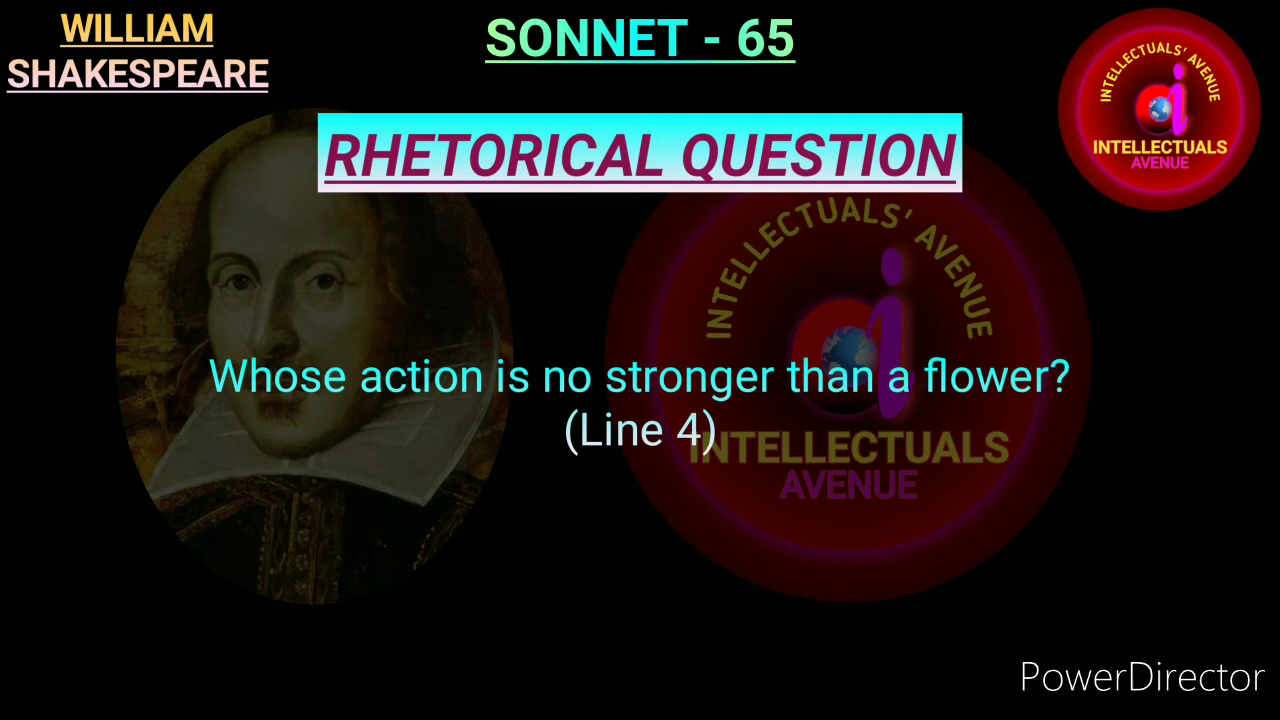 WILLIAM
SHAKESPEARE
SONNET - 65
INTELLECTUALS' AVENUE
INTELLECTUALS
AVENUE
RHETORICAL QUESTION
INTELLECTUALS' AVENUE
Whose action is no stronger than a flower?
(Line 4)
INTELLECTUALS
AVENUE
PowerDirector